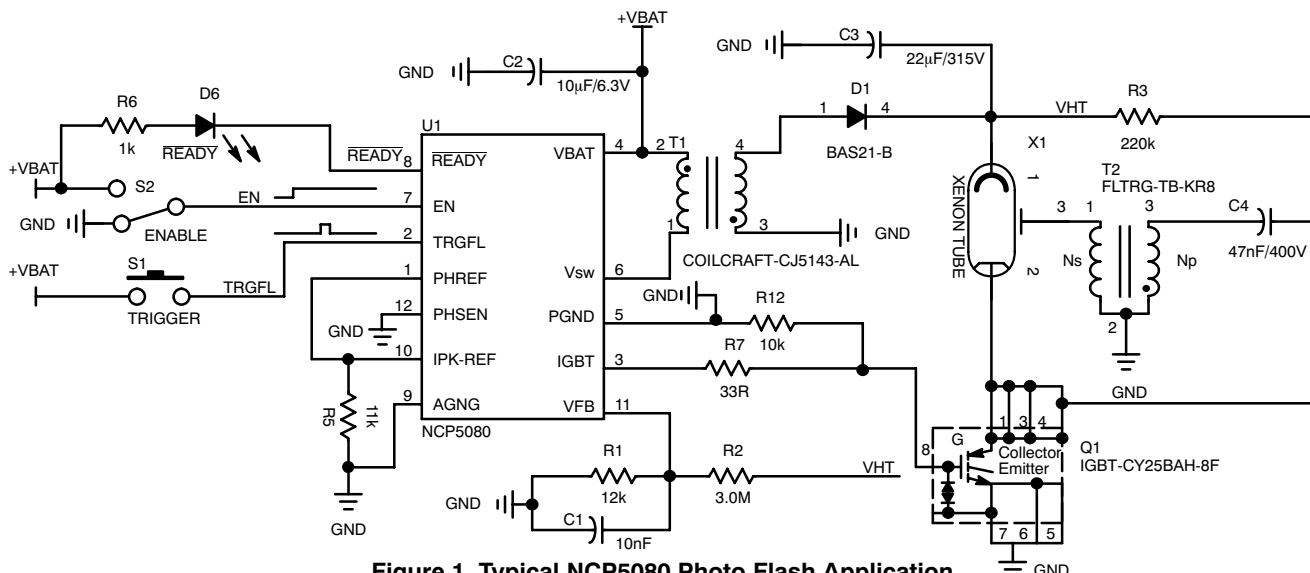 +VBAT
GND
C2
10µF/6.3V
GND
C3
22µF/315V
R6
1k
D6
READY
READY
+VBAT
S2
GND
ENABLE
EN
+VBAT
S1
TRIGGER
TRGFL
U1
8
READY
7
EN
2
TRGFL
1
PHREF
12
PHSEN
GND
10
IPK-REF
9
AGNG
NCP5080
VBAT
4
Vsw
6
PGND
5
IGBT
3
VFB
11
R5
11k
GND
2
T1
4
1
3
GND
COILCRAFT-CJ5143-AL
D1
1
4
BAS21-B
VHT
R3
220k
X1
XENON TUBE
1
2
3
T2
FLTRG-TB-KR8
1
3
Ns
Np
2
C4
47nF/400V
GND
R12
10k
R7
33R
GND
R1
12k
C1
10nF
R2
3.0M
VHT
GND
1 3 4
8
G
Collector
Emitter
Q1
IGBT-CY25BAH-8F
7 6 5
GND
Figure 1. Typical NCP5080 Photo Flash Application